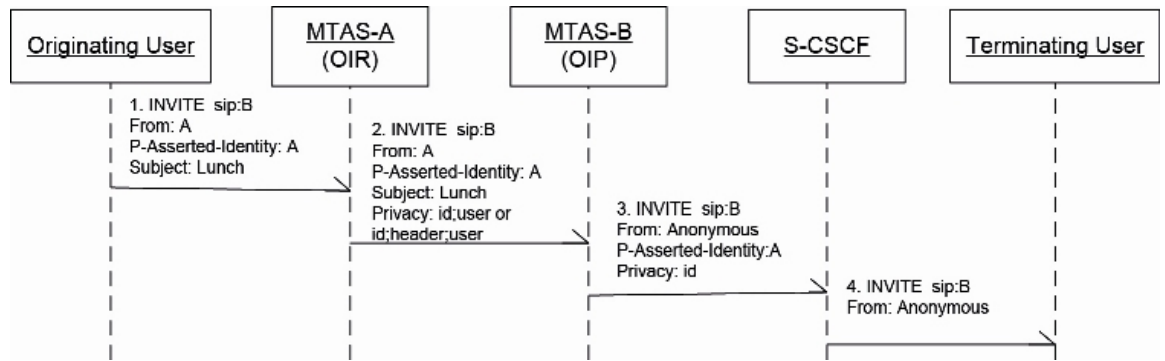 Originating User
MTAS-A
(OIR)
MTAS-B
(OIP)
S-CSCF
Terminating User
1. INVITE sip:B
From: A
P-Asserted-Identity: A
Subject: Lunch
2. INVITE sip:B
From: A
P-Asserted-Identity: A
Subject: Lunch
Privacy: id;user or
id;header;user
3. INVITE sip:B
From: Anonymous
P-Asserted-Identity:A
Privacy: id
4. INVITE sip:B
From: Anonymous